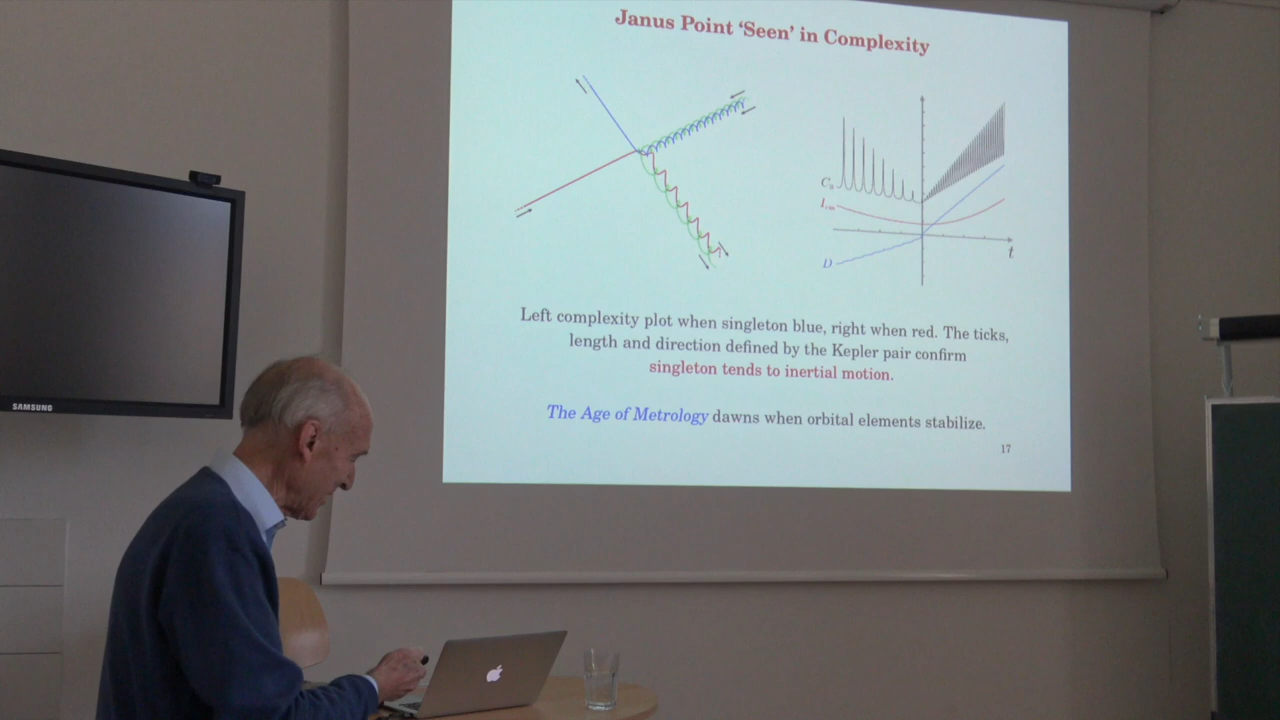 Janus Point ‘Seen’ in Complexity
Cₛ
I꜀ₘ
t
D
Left complexity plot when singleton blue, right when red. The ticks,
length and direction defined by the Kepler pair confirm
singleton tends to inertial motion.
The Age of Metrology dawns when orbital elements stabilize.
17
SAMSUNG